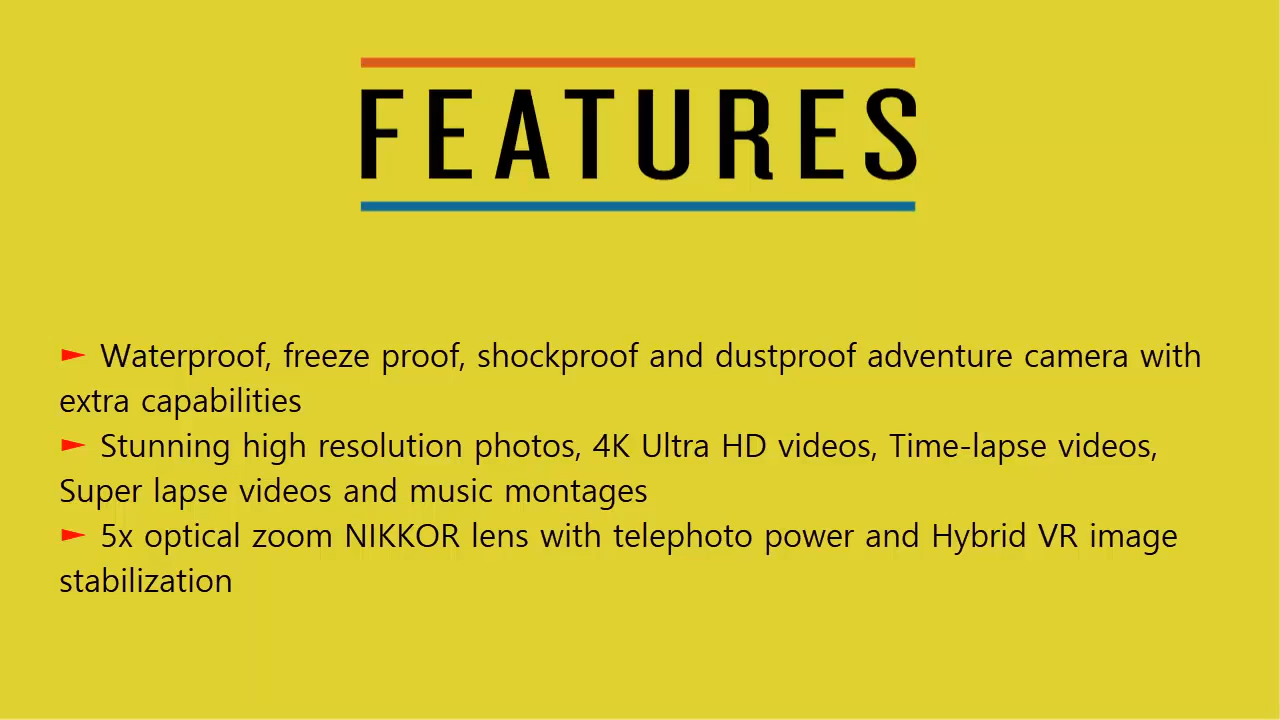 FEATURES
► Waterproof, freeze proof, shockproof and dustproof adventure camera with
extra capabilities
► Stunning high resolution photos, 4K Ultra HD videos, Time-lapse videos,
Super lapse videos and music montages
► 5x optical zoom NIKKOR lens with telephoto power and Hybrid VR image
stabilization